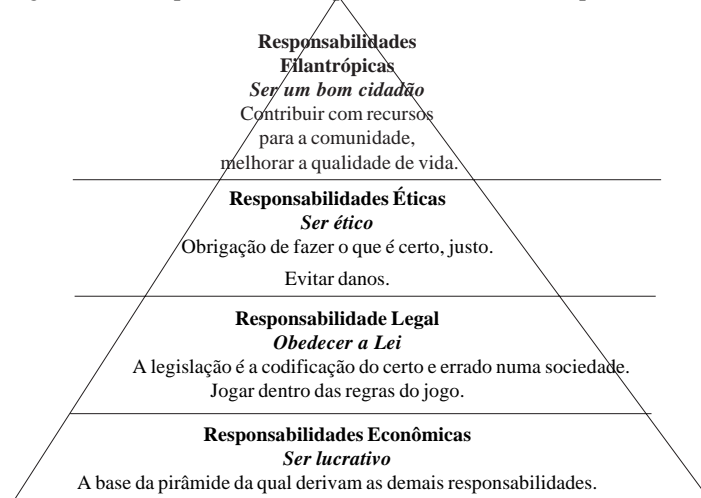 Responsabilidades
Filantrópicas
Ser um bom cidadão
Contribuir com recursos
para a comunidade,
melhorar a qualidade de vida.
Responsabilidades Éticas
Ser ético
Obrigação de fazer o que é certo, justo.
Evitar danos.
Responsabilidade Legal
Obedecer a Lei
A legislação é a codificação do certo e errado numa sociedade.
Jogar dentro das regras do jogo.
Responsabilidades Econômicas
Ser lucrativo
A base da pirâmide da qual derivam as demais responsabilidades.